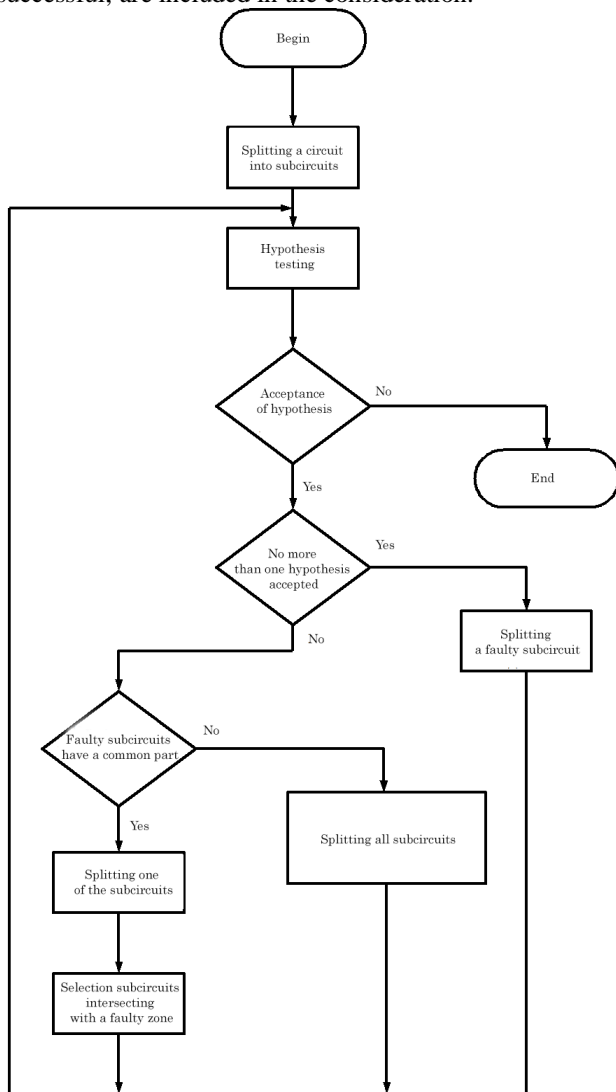 successful, are included in the consideration.
Begin
Splitting a circuit
into subcircuits
Hypothesis
testing
Acceptance
of hypothesis
No
End
Yes
No more
than one hypothesis
accepted
Yes
Splitting
a faulty subcircuit
No
Faulty subcircuits
have a common part
No
Splitting all subcircuits
Yes
Splitting one
of the subcircuits
Selection subcircuits
intersecting
with a faulty zone